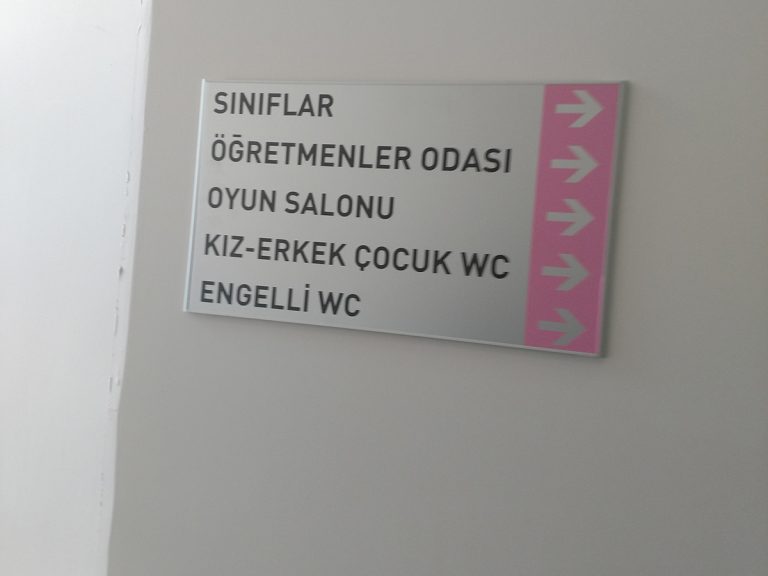 SINIFLAR
ÖĞRETMENLER ODASI
OYUN SALONU
KIZ-ERKEK ÇOCUK WC
ENGELLİ WC